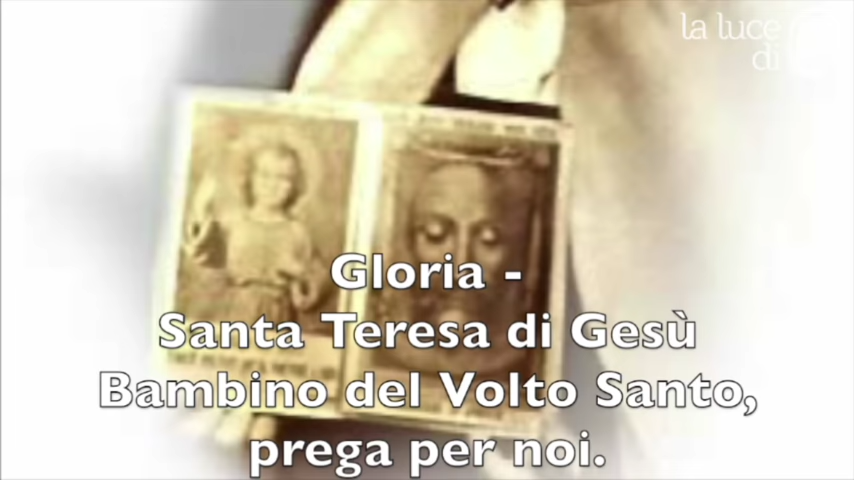 la luce
di
Gloria -
Santa Teresa di Gesù
Bambino del Volto Santo,
prega per noi.